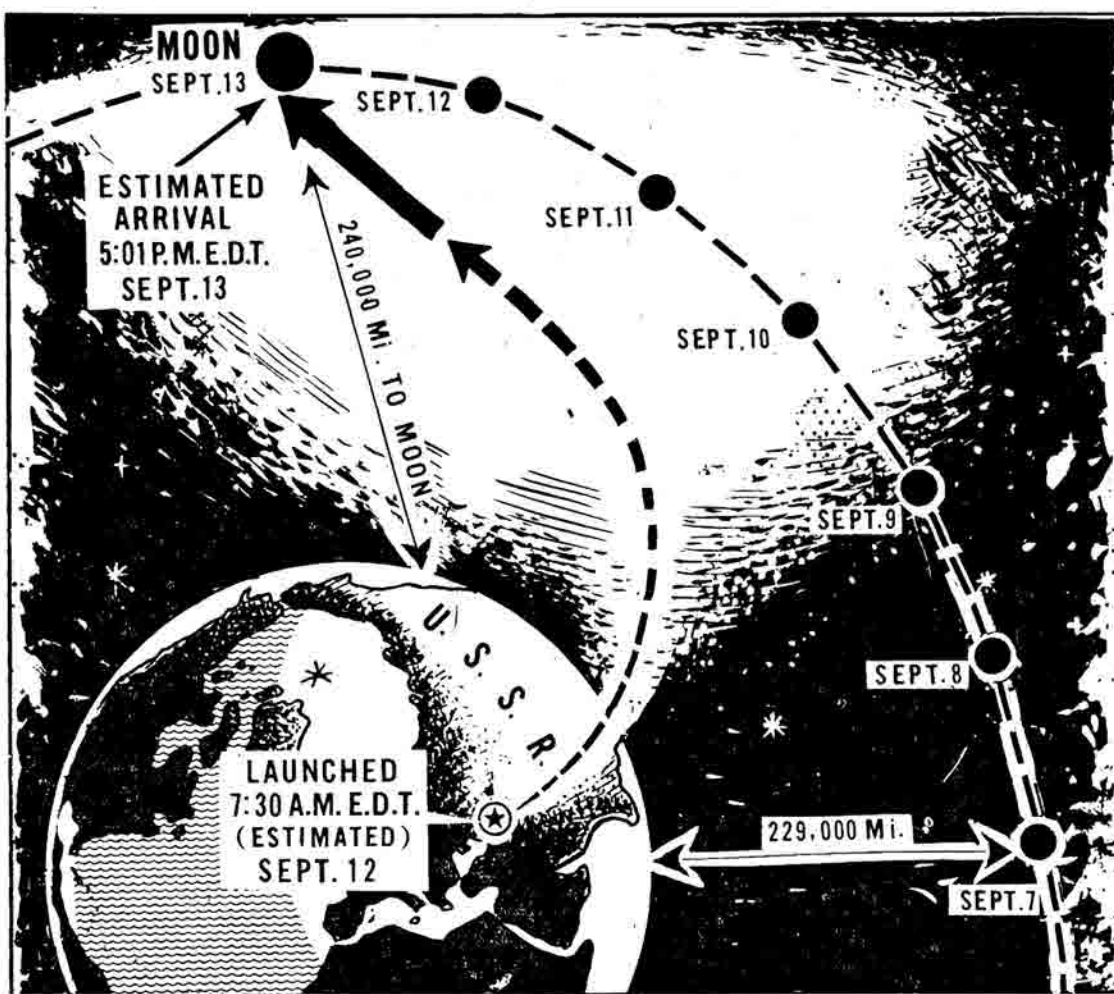 MOON
SEPT.13
SEPT.12
ESTIMATED
ARRIVAL
5:01 P.M.E.D.T.
SEPT.13
SEPT.11
240,000 Mi. TO MOON
SEPT.10
SEPT.9
U.S.S.R.
SEPT.8
LAUNCHED
7:30 A.M. E.D.T.
(ESTIMATED)
SEPT. 12
229,000 Mi.
SEPT.7